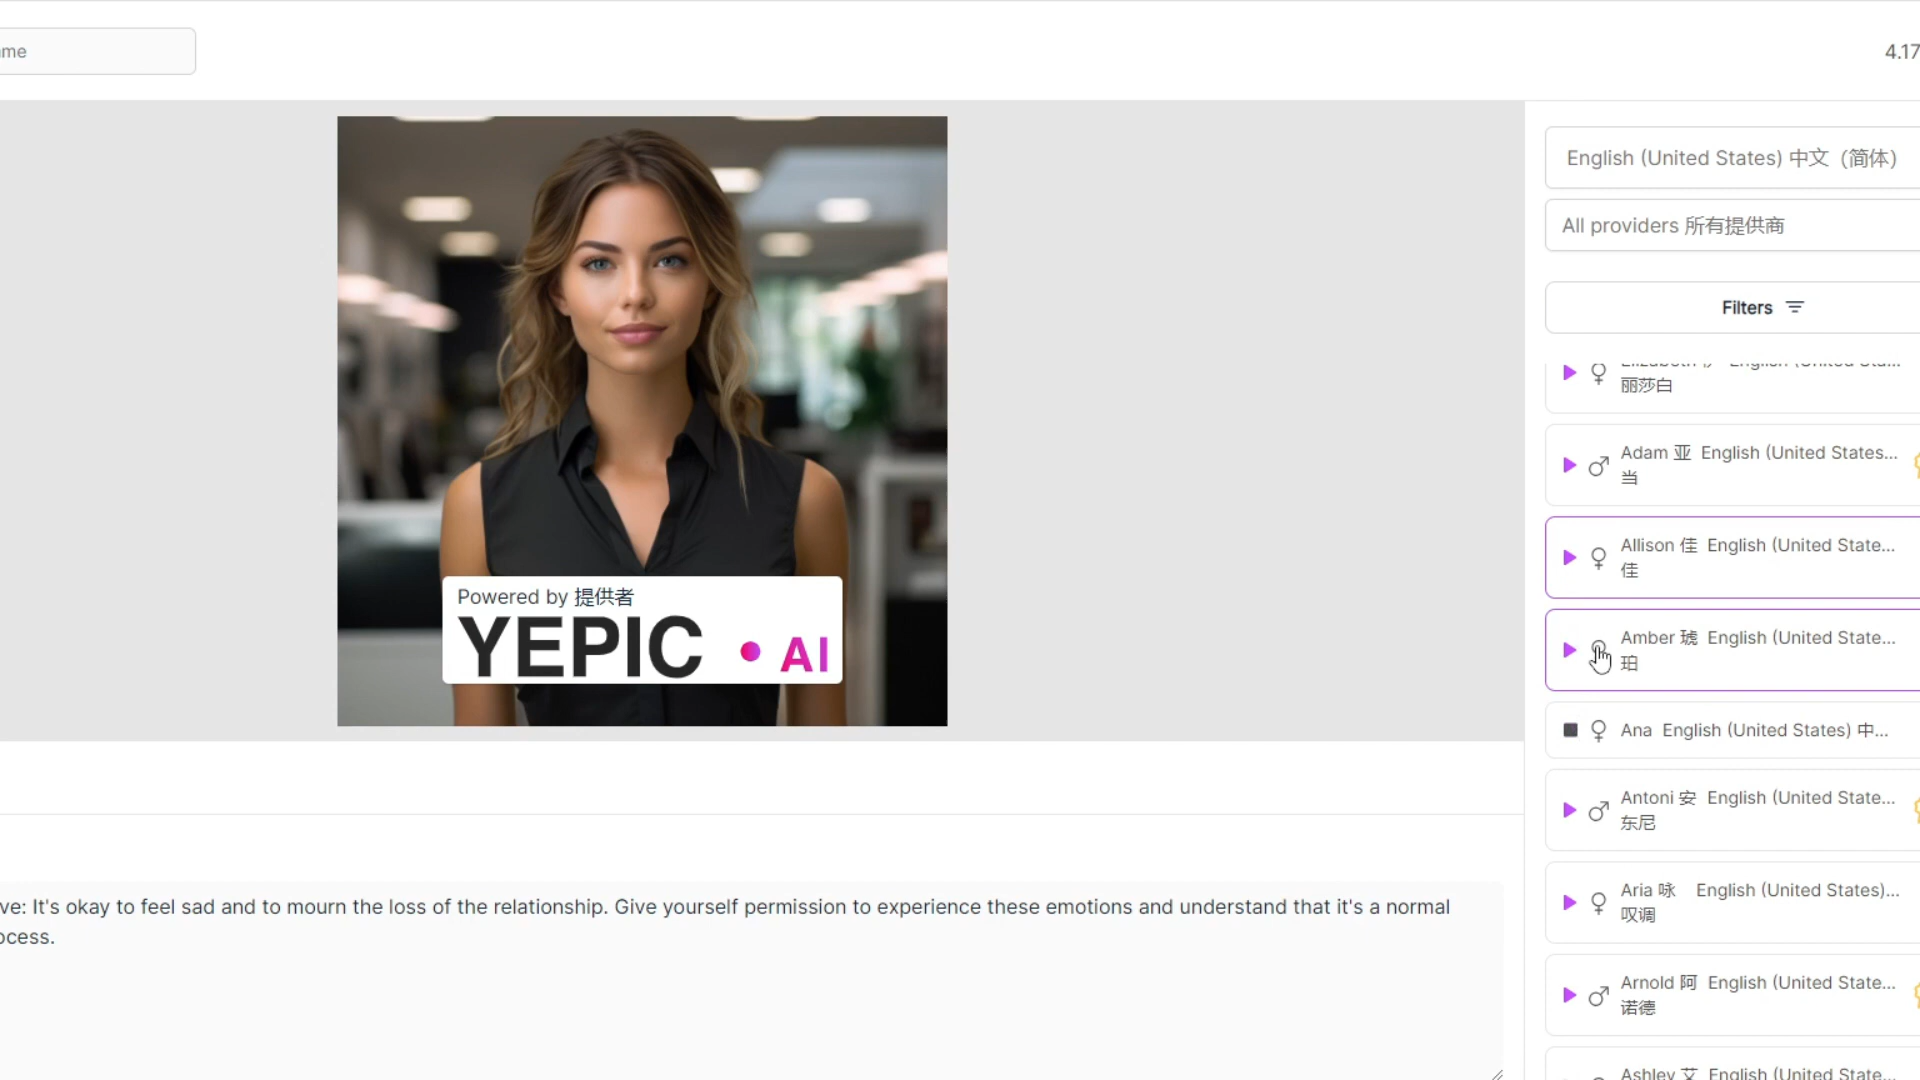 me
4.17
English (United States) 中文（简体）
All providers 所有提供商
Filters
丽莎白
Adam 亚 English (United States...
当
Allison 佳 English (United State...
佳
Amber 琥 English (United State...
珀
Ana English (United States) 中...
Antoni 安 English (United State...
东尼
Aria 咏 English (United States)...
叹调
Arnold 阿 English (United State...
诺德
Ashley 艾 English (United State...
Powered by 提供者
YEPIC AI
ve: It's okay to feel sad and to mourn the loss of the relationship. Give yourself permission to experience these emotions and understand that it's a normal
ocess.